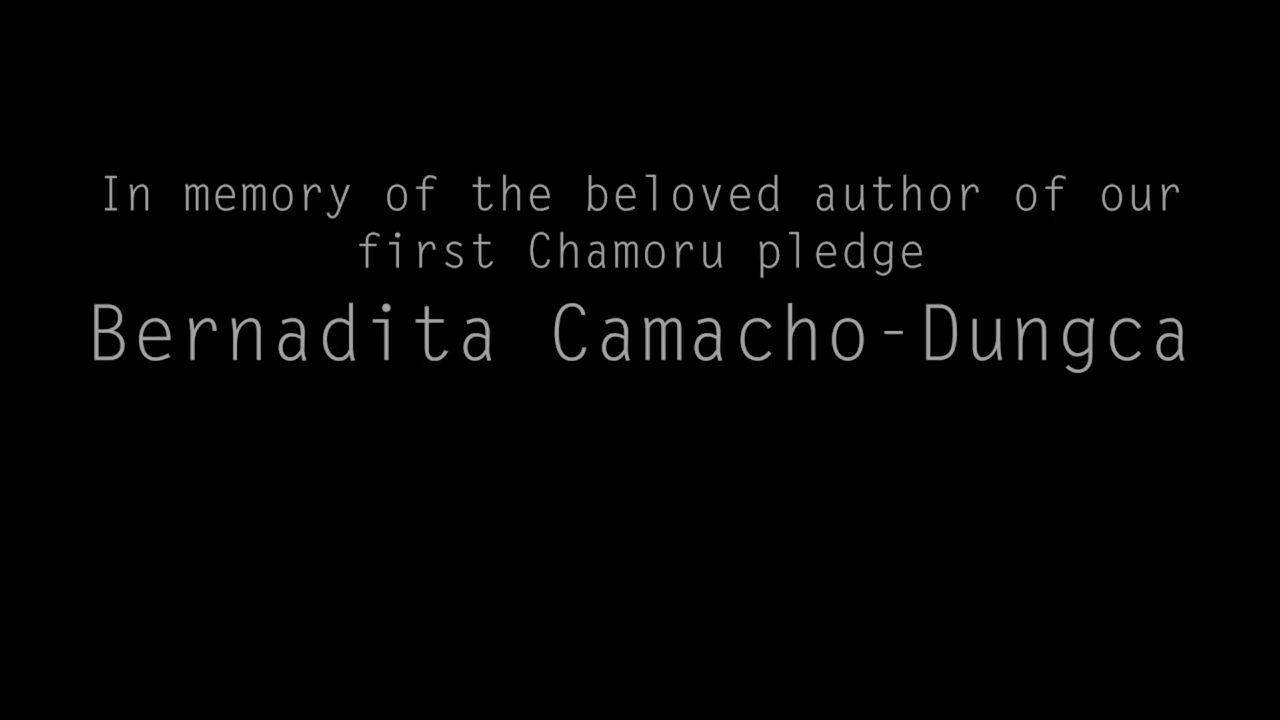 In memory of the beloved author of our
first Chamoru pledge
Bernadita Camacho-Dungca